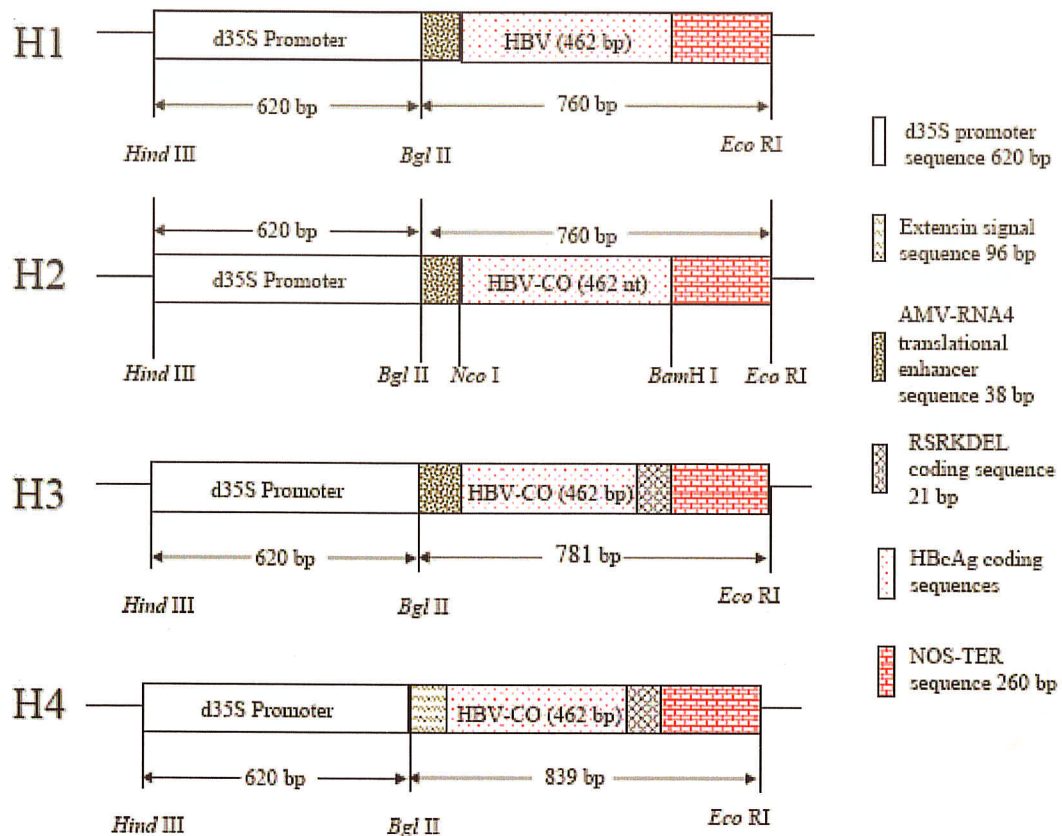 H1
d35S Promoter
HBV (462 bp)
620 bp
760 bp
Hind III
Bgl II
Eco RI
620 bp
760 bp
H2
d35S Promoter
HBV-CO (462 nt)
Hind III
Bgl II
Nco I
BamH I
Eco RI
H3
d35S Promoter
HBV-CO (462 bp)
620 bp
781 bp
Hind III
Bgl II
Eco RI
H4
d35S Promoter
HBV-CO (462 bp)
620 bp
839 bp
Hind III
Bgl II
Eco RI
d35S promoter
sequence 620 bp
Extensin signal
sequence 96 bp
AMV-RNA4
translational
enhancer
sequence 38 bp
RSRKDEL
coding sequence
21 bp
HBcAg coding
sequences
NOS-TER
sequence 260 bp